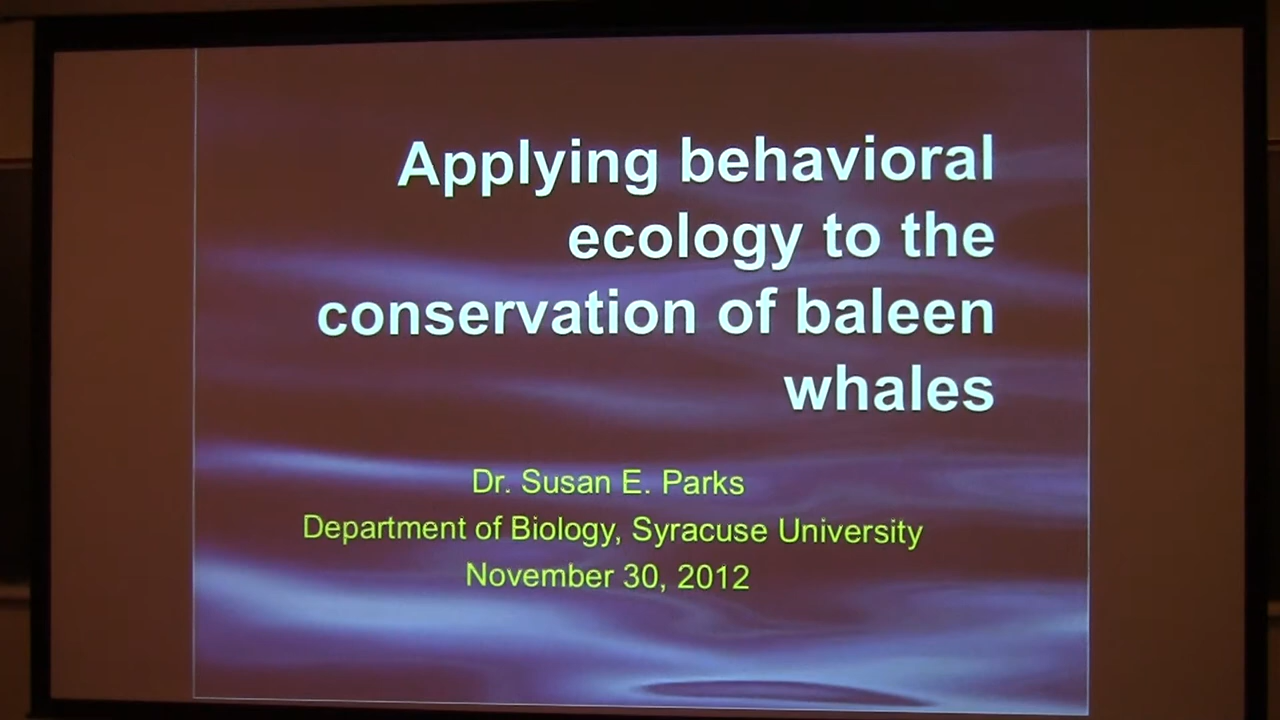 Applying behavioral
ecology to the
conservation of baleen
whales
Dr. Susan E. Parks
Department of Biology, Syracuse University
November 30, 2012